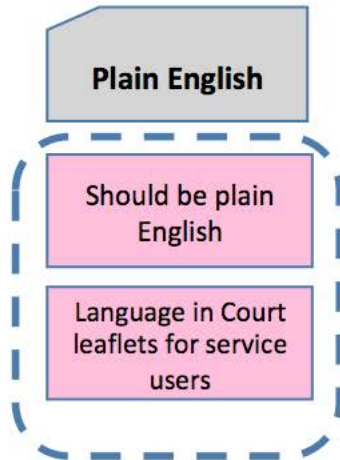 Plain English
Should be plain
English
Language in Court
leaflets for service
users